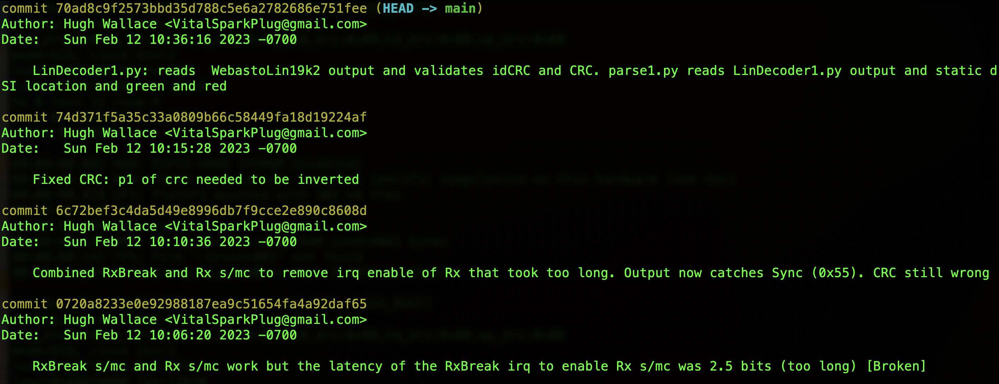 commit 70ad8c9f2573bbd35d788c5e6a2782686e751fee (HEAD -> main)
Author: Hugh Wallace <VitalSparkPlug@gmail.com>
Date:   Sun Feb 12 10:36:16 2023 -0700
LinDecoder1.py: reads  WebastoLin19k2 output and validates idCRC and CRC. parse1.py reads LinDecoder1.py output and static d
SI location and green and red
commit 74d371f5a35c33a0809b66c58449fa18d19224af
Author: Hugh Wallace <VitalSparkPlug@gmail.com>
Date:   Sun Feb 12 10:15:28 2023 -0700
Fixed CRC: p1 of crc needed to be inverted
commit 6c72bef3c4da5d49e8996db7f9cce2e890c8608d
Author: Hugh Wallace <VitalSparkPlug@gmail.com>
Date:   Sun Feb 12 10:10:36 2023 -0700
Combined RxBreak and Rx s/mc to remove irq enable of Rx that took too long. Output now catches Sync (0x55). CRC still wrong
commit 0720a8233e0e92988187ea9c51654fa4a92daf65
Author: Hugh Wallace <VitalSparkPlug@gmail.com>
Date:   Sun Feb 12 10:06:20 2023 -0700
RxBreak s/mc and Rx s/mc work but the latency of the RxBreak irq to enable Rx s/mc was 2.5 bits (too long) [Broken]